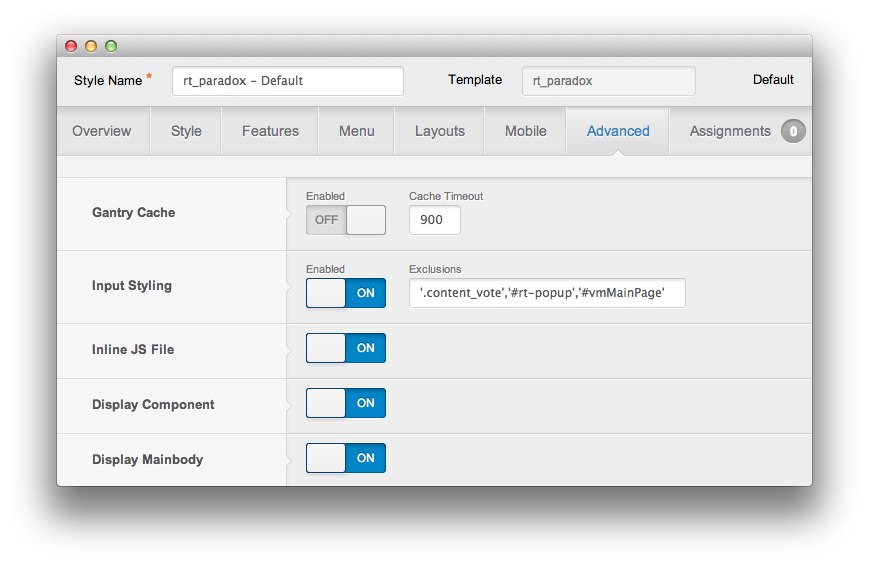 Style Name * rt_paradox – Default Template rt_paradox Default
Overview Style Features Menu Layouts Mobile Advanced Assignments 0
Enabled Cache Timeout
Gantry Cache OFF 900
Enabled Exclusions
Input Styling ON '.content_vote','#rt-popup','#vmMainPage'
Inline JS File ON
Display Component ON
Display Mainbody ON